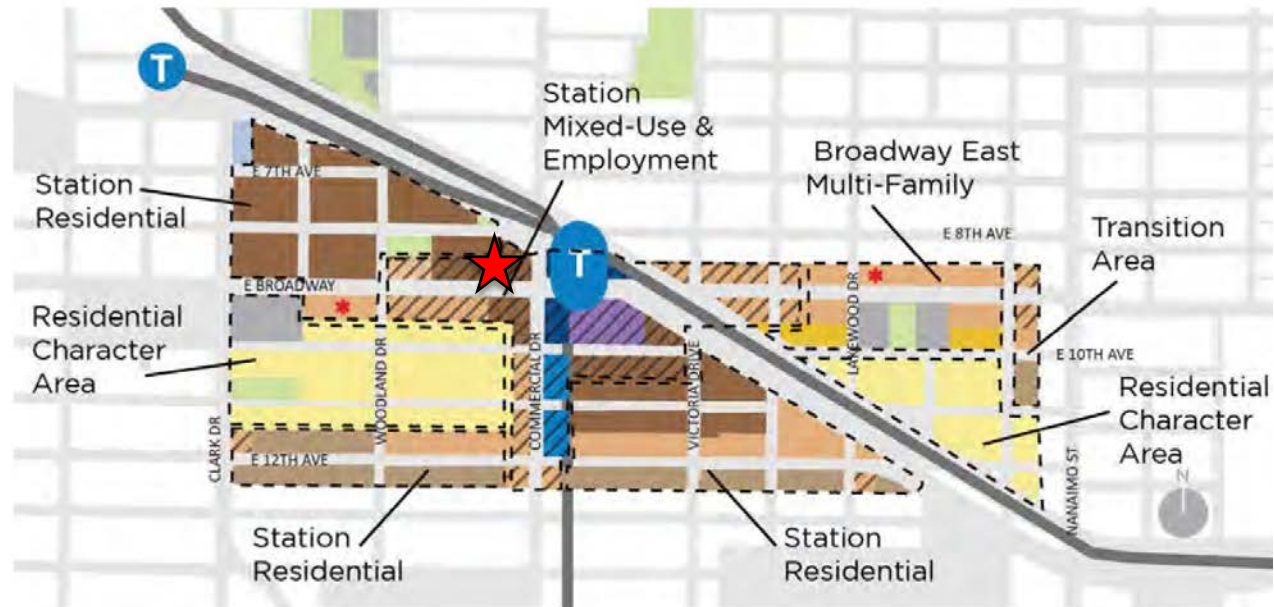 T
Station
Mixed-Use &
Employment
Broadway East
Multi-Family
E 7TH AVE
Station
Residential
Transition
Area
E 8TH AVE
T
E BROADWAY
LAKEWOOD DR
Residential
Character
Area
E 10TH AVE
WOODLAND DR
COMMERCIAL DR
VICTORIA DRIVE
Residential
Character
Area
CLARK DR
E 12TH AVE
NANAIMO ST.
N
Station
Residential
Station
Residential